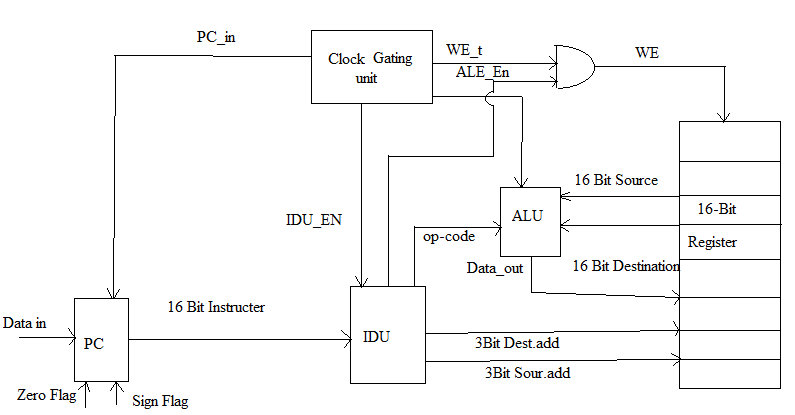 PC_in
Clock Gating
unit
WE_t
ALE_En
WE
16 Bit Source
16-Bit
ALU
IDU_EN
op-code
Register
Data_out
16 Bit Destination
16 Bit Instructer
Data in
PC
IDU
3Bit Dest.add
3Bit Sour.add
Zero Flag
Sign Flag